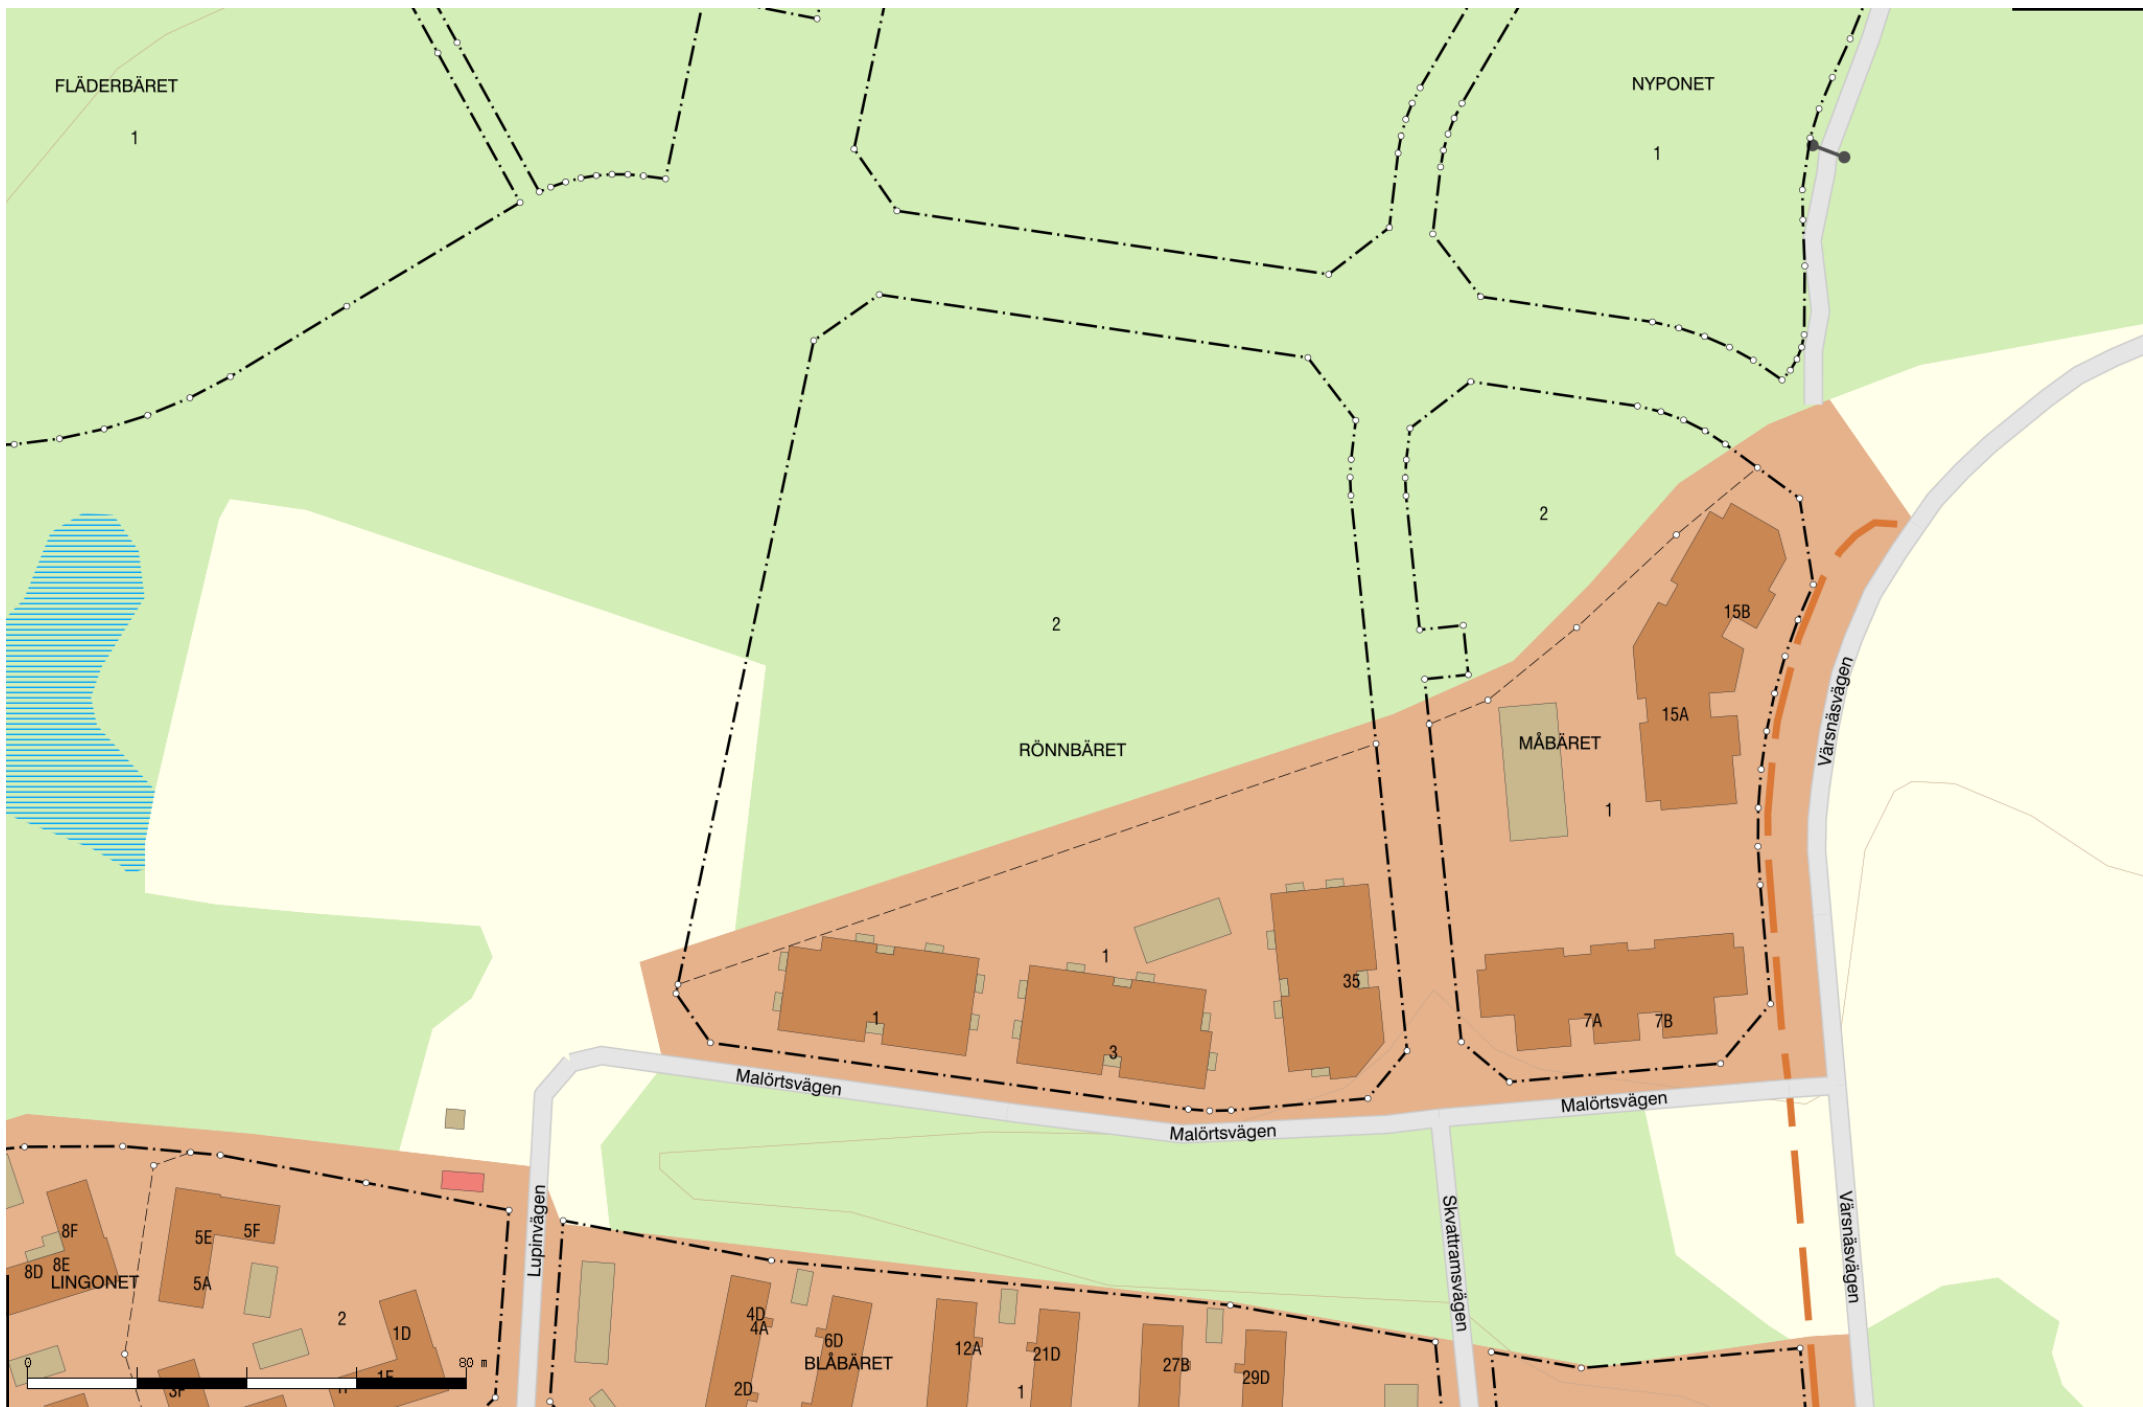 FLÄDERBÄRET
NYPONET
1
1
2
15B
2
Värsnäsvägen
15A
RÖNNBÄRET
MÅBÄRET
1
1
35
1
7A
7B
3
Malörtsvägen
Malörtsvägen
Malörtsvägen
Lupinvägen
Skvattramsvägen
Värsnäsvägen
8F
5E
5F
8E
8D
LINGONET
5A
2
4D
4A
1D
6D
12A
21D
27B
29D
BLÅBÄRET
0
80 m
1F
3F
2D
1